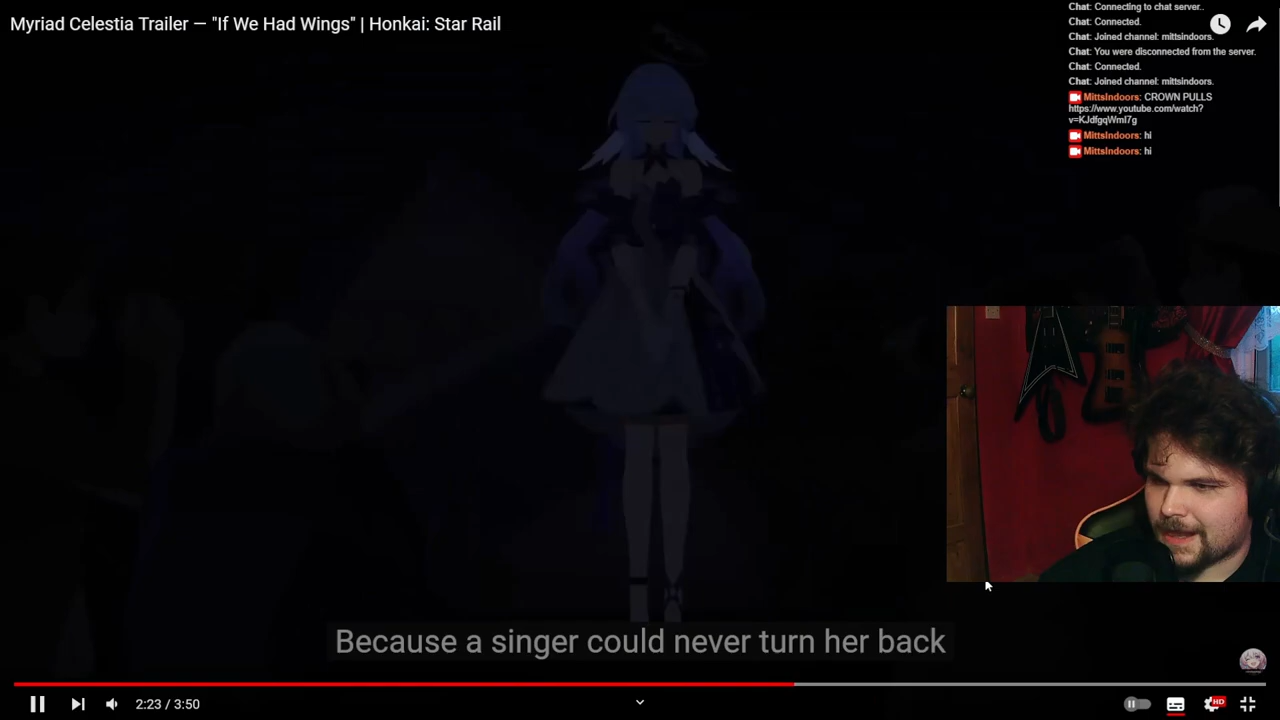 Myriad Celestia Trailer — "If We Had Wings" | Honkai: Star Rail
Chat: Connecting to chat server..
Chat: Connected.
Chat: Joined channel: mittsindoors.
Chat: You were disconnected from the server.
Chat: Connected.
Chat: Joined channel: mittsindoors.
MittsIndoors: CROWN PULLS
https://www.youtube.com/watch?
v=KJdfgqWmI7g
MittsIndoors: hi
MittsIndoors: hi
Because a singer could never turn her back
2:23 / 3:50
HD